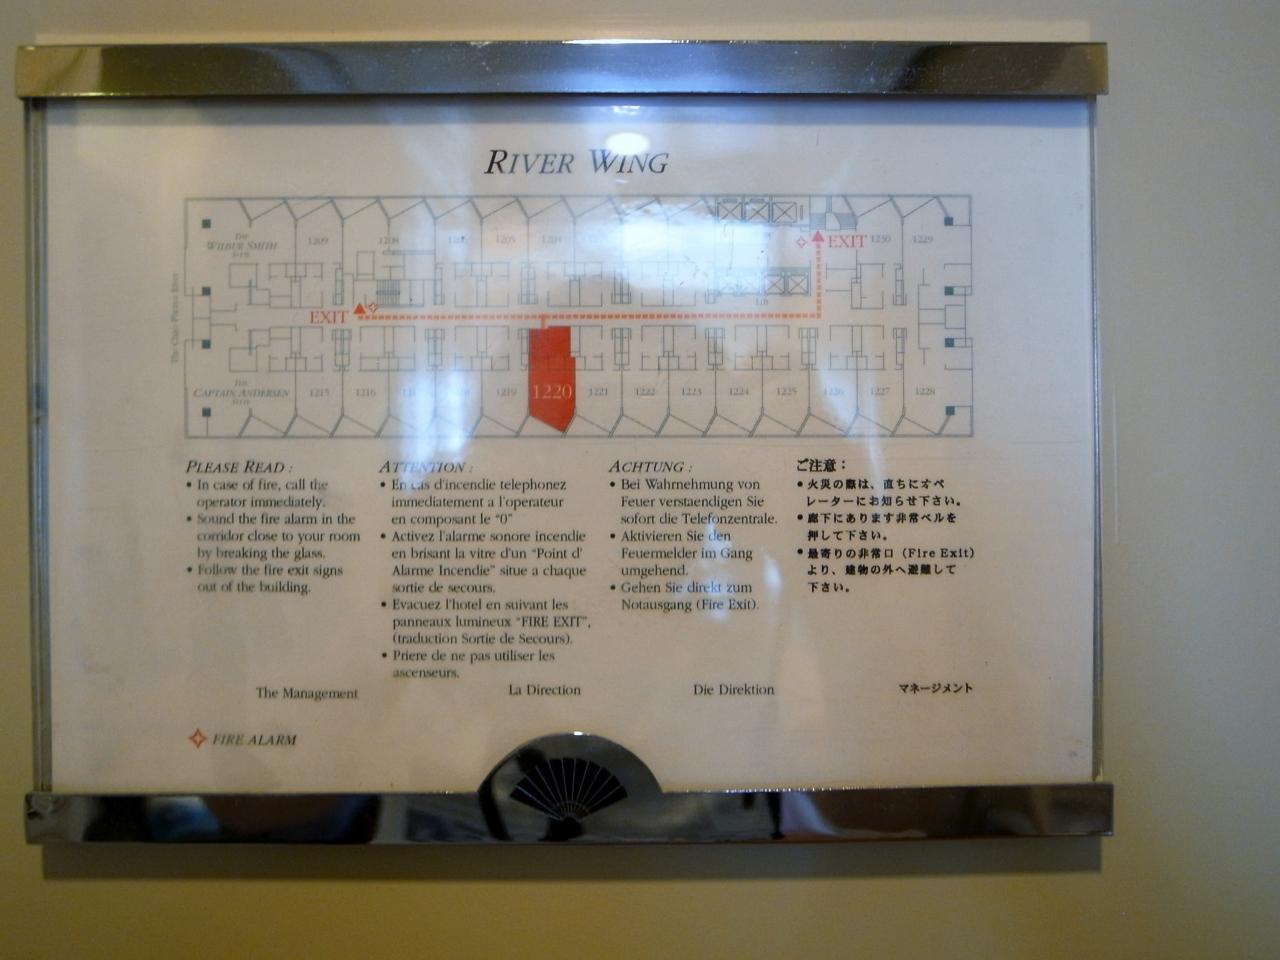 RIVER WING
THE
WILBUR SMITH
SUITE
1209
1208
1205
1204
1230
1229
EXIT
The Chao Phraya River
EXIT
THE
CAPTAIN ANDERSEN
SUITE
1215
1216
1219
1220
1221
1222
1223
1224
1225
1226
1227
1228
PLEASE READ :
• In case of fire, call the
operator immediately.
• Sound the fire alarm in the
corridor close to your room
by breaking the glass.
• Follow the fire exit signs
out of the building.
The Management
ATTENTION :
• En cas d'incendie telephonez
immediatement a l'operateur
en composant le "0"
• Activez l'alarme sonore incendie
en brisant la vitre d'un "Point d'
Alarme Incendie" situe a chaque
sortie de secours.
• Evacuez l'hotel en suivant les
panneaux lumineux "FIRE EXIT",
(traduction Sortie de Secours).
• Priere de ne pas utiliser les
ascenseurs.
La Direction
ACHTUNG :
• Bei Wahrnehmung von
Feuer verstaendigen Sie
sofort die Telefonzentrale.
• Aktivieren Sie den
Feuermelder im Gang
umgehend.
• Gehen Sie direkt zum
Notausgang (Fire Exit).
Die Direktion
ご注意：
• 火災の際は、直ちにオペ
レーターにお知らせ下さい。
• 廊下にあります非常ベルを
押して下さい。
• 最寄りの非常口（Fire Exit）
より、建物の外へ避難して
下さい。
マネージメント
FIRE ALARM